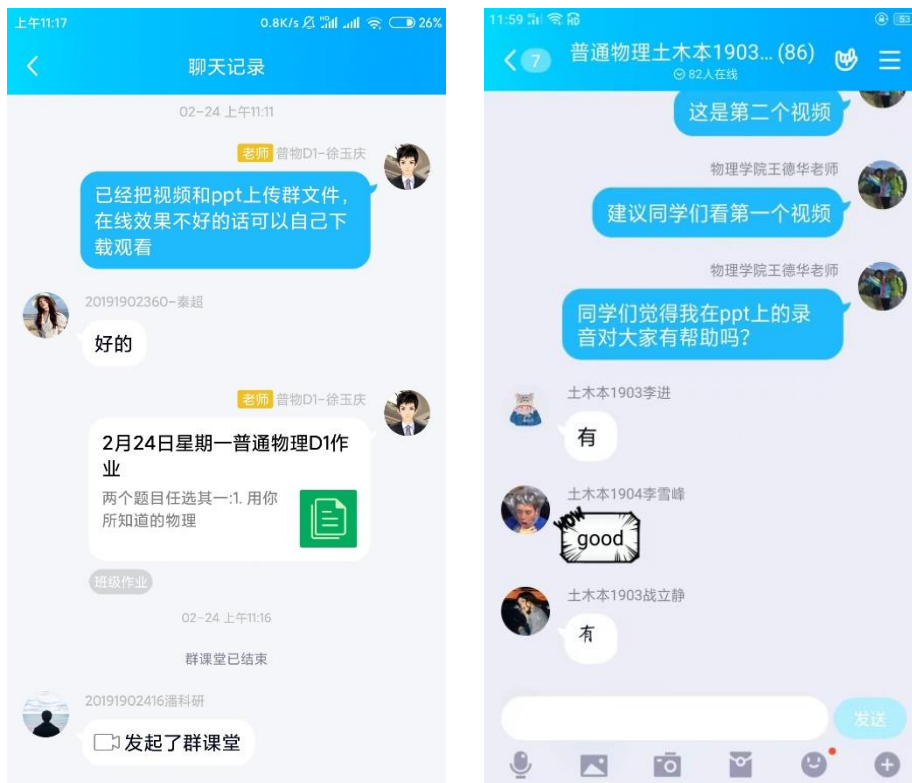 上午11:17
0.8K/s
26%
聊天记录
02-24 上午11:11
老师 普物D1-徐玉庆
已经把视频和ppt上传群文件，
在线效果不好的话可以自己下
载观看
20191902360-秦超
好的
老师 普物D1-徐玉庆
2月24日星期一普通物理D1作
业
两个题目任选其一:1. 用你
所知道的物理
班级作业
02-24 上午11:16
群课堂已结束
20191902416潘科研
发起了群课堂
11:59
53
7
普通物理土木本1903... (86)
82人在线
这是第二个视频
物理学院王德华老师
建议同学们看第一个视频
物理学院王德华老师
同学们觉得我在ppt上的录
音对大家有帮助吗?
土木本1903李进
有
土木本1904李雪峰
WOW
good
土木本1903战立静
有
发送